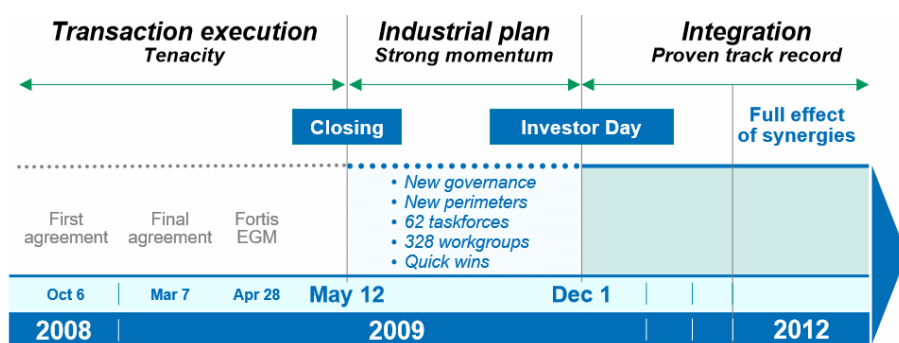 Transaction execution
Tenacity
Industrial plan
Strong momentum
Integration
Proven track record
Closing
Investor Day
Full effect
of synergies
First
agreement
Final
agreement
Fortis
EGM
• New governance
• New perimeters
• 62 taskforces
• 328 workgroups
• Quick wins
Oct 6
Mar 7
Apr 28
May 12
Dec 1
2008
2009
2012